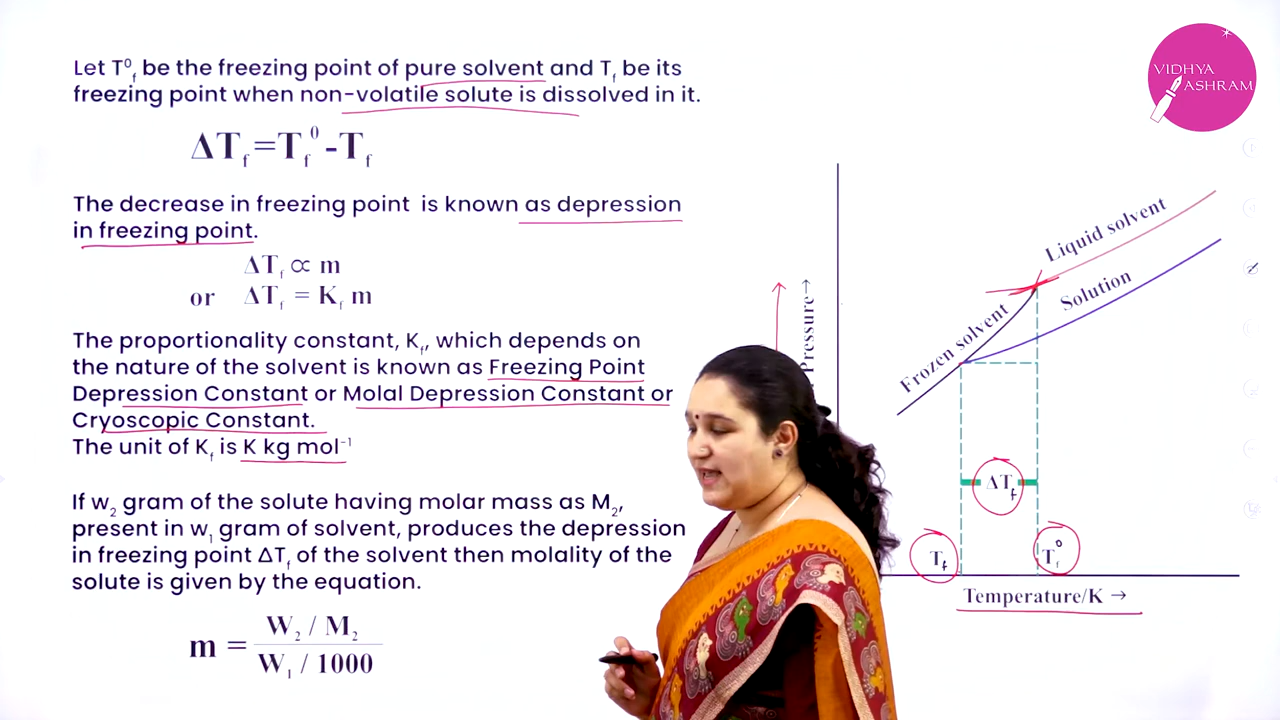 Let T⁰f be the freezing point of pure solvent and Tf be its
freezing point when non-volatile solute is dissolved in it.
ΔTf=Tf⁰-Tf
The decrease in freezing point is known as depression
in freezing point.
ΔTf ∝ m
or ΔTf = Kf m
The proportionality constant, Kf, which depends on
the nature of the solvent is known as Freezing Point
Depression Constant or Molal Depression Constant or
Cryoscopic Constant.
The unit of Kf is K kg mol⁻¹
If w₂ gram of the solute having molar mass as M₂,
present in w₁ gram of solvent, produces the depression
in freezing point ΔTf of the solvent then molality of the
solute is given by the equation.
m = W₂ / M₂
W₁ / 1000
VIDHYA
ASHRAM
Pressure→
Liquid solvent
Solution
Frozen solvent
ΔTf
Tf
Tf⁰
Temperature/K →